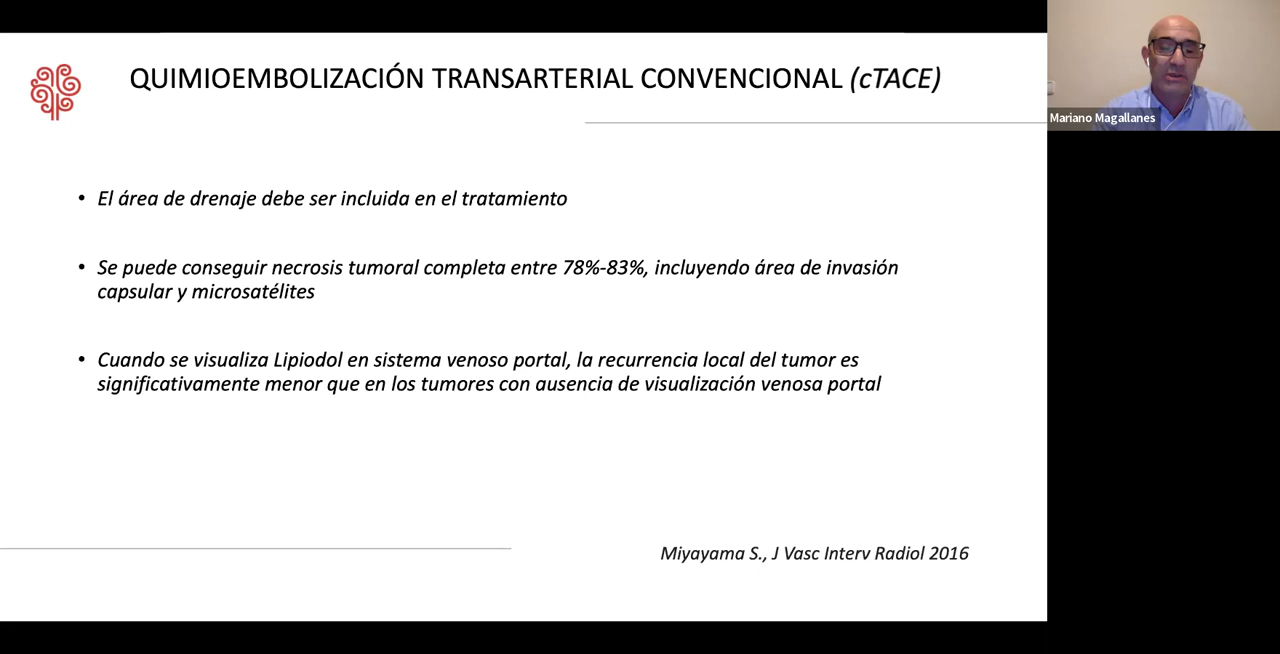 QUIMIOEMBOLIZACIÓN TRANSARTERIAL CONVENCIONAL (cTACE)
Mariano Magallanes
• El área de drenaje debe ser incluida en el tratamiento
• Se puede conseguir necrosis tumoral completa entre 78%-83%, incluyendo área de invasión
capsular y microsatélites
• Cuando se visualiza Lipiodol en sistema venoso portal, la recurrencia local del tumor es
significativamente menor que en los tumores con ausencia de visualización venosa portal
Miyayama S., J Vasc Interv Radiol 2016